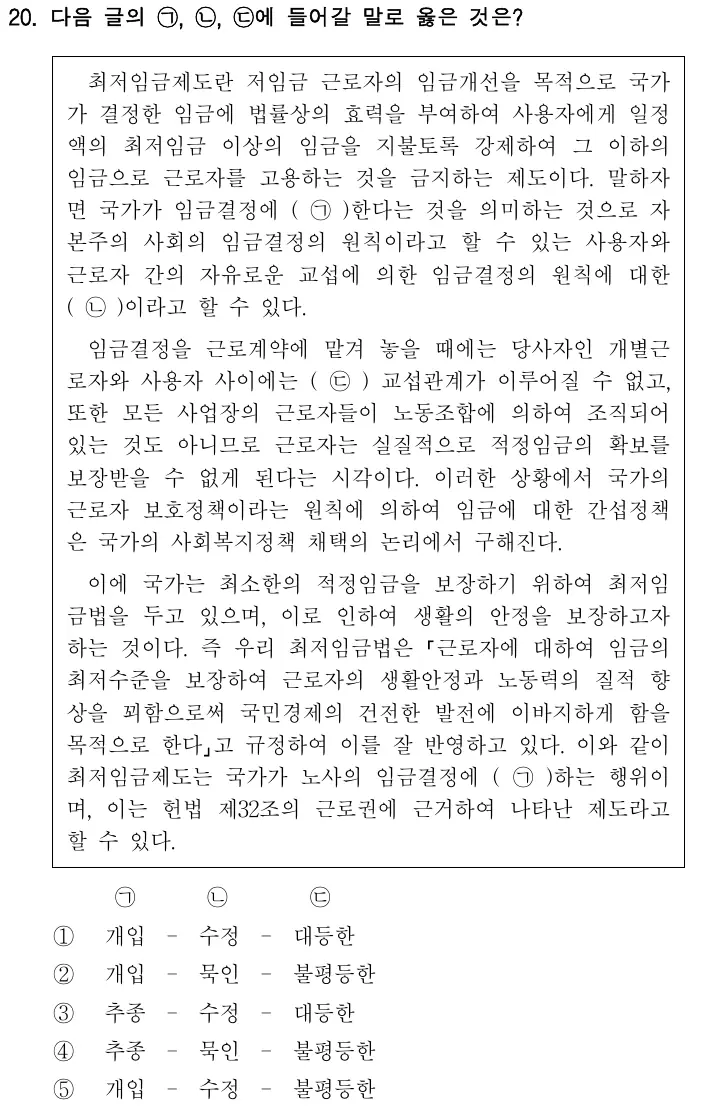 20. 다음 글의 ㉠, ㉡, ㉢에 들어갈 말로 옳은 것은?
최저임금제도란 저임금 근로자의 임금개선을 목적으로 국가
가 결정한 임금에 법률상의 효력을 부여하여 사용자에게 일정
액의 최저임금 이상의 임금을 지불토록 강제하여 그 이하의
임금으로 근로자를 고용하는 것을 금지하는 제도이다. 말하자
면 국가가 임금결정에 ( ㉠ )한다는 것을 의미하는 것으로 자
본주의 사회의 임금결정의 원칙이라고 할 수 있는 사용자와
근로자 간의 자유로운 교섭에 의한 임금결정의 원칙에 대한
( ㉡ )이라고 할 수 있다.
임금결정을 근로계약에 맡겨 놓을 때에는 당사자인 개별근
로자와 사용자 사이에는 ( ㉢ ) 교섭관계가 이루어질 수 없고,
또한 모든 사업장의 근로자들이 노동조합에 의하여 조직되어
있는 것도 아니므로 근로자는 실질적으로 적정임금의 확보를
보장받을 수 없게 된다는 시각이다. 이러한 상황에서 국가의
근로자 보호정책이라는 원칙에 의하여 임금에 대한 간섭정책
은 국가의 사회복지정책 채택의 논리에서 구해진다.
이에 국가는 최소한의 적정임금을 보장하기 위하여 최저임
금법을 두고 있으며, 이로 인하여 생활의 안정을 보장하고자
하는 것이다. 즉 우리 최저임금법은 「근로자에 대하여 임금의
최저수준을 보장하여 근로자의 생활안정과 노동력의 질적 향
상을 꾀함으로써 국민경제의 건전한 발전에 이바지하게 함을
목적으로 한다」고 규정하여 이를 잘 반영하고 있다. 이와 같이
최저임금제도는 국가가 노사의 임금결정에 ( ㉠ )하는 행위이
며, 이는 헌법 제32조의 근로권에 근거하여 나타난 제도라고
할 수 있다.
㉠ ㉡ ㉢
① 개입 - 수정 - 대등한
② 개입 - 묵인 - 불평등한
③ 추종 - 수정 - 대등한
④ 추종 - 묵인 - 불평등한
⑤ 개입 - 수정 - 불평등한